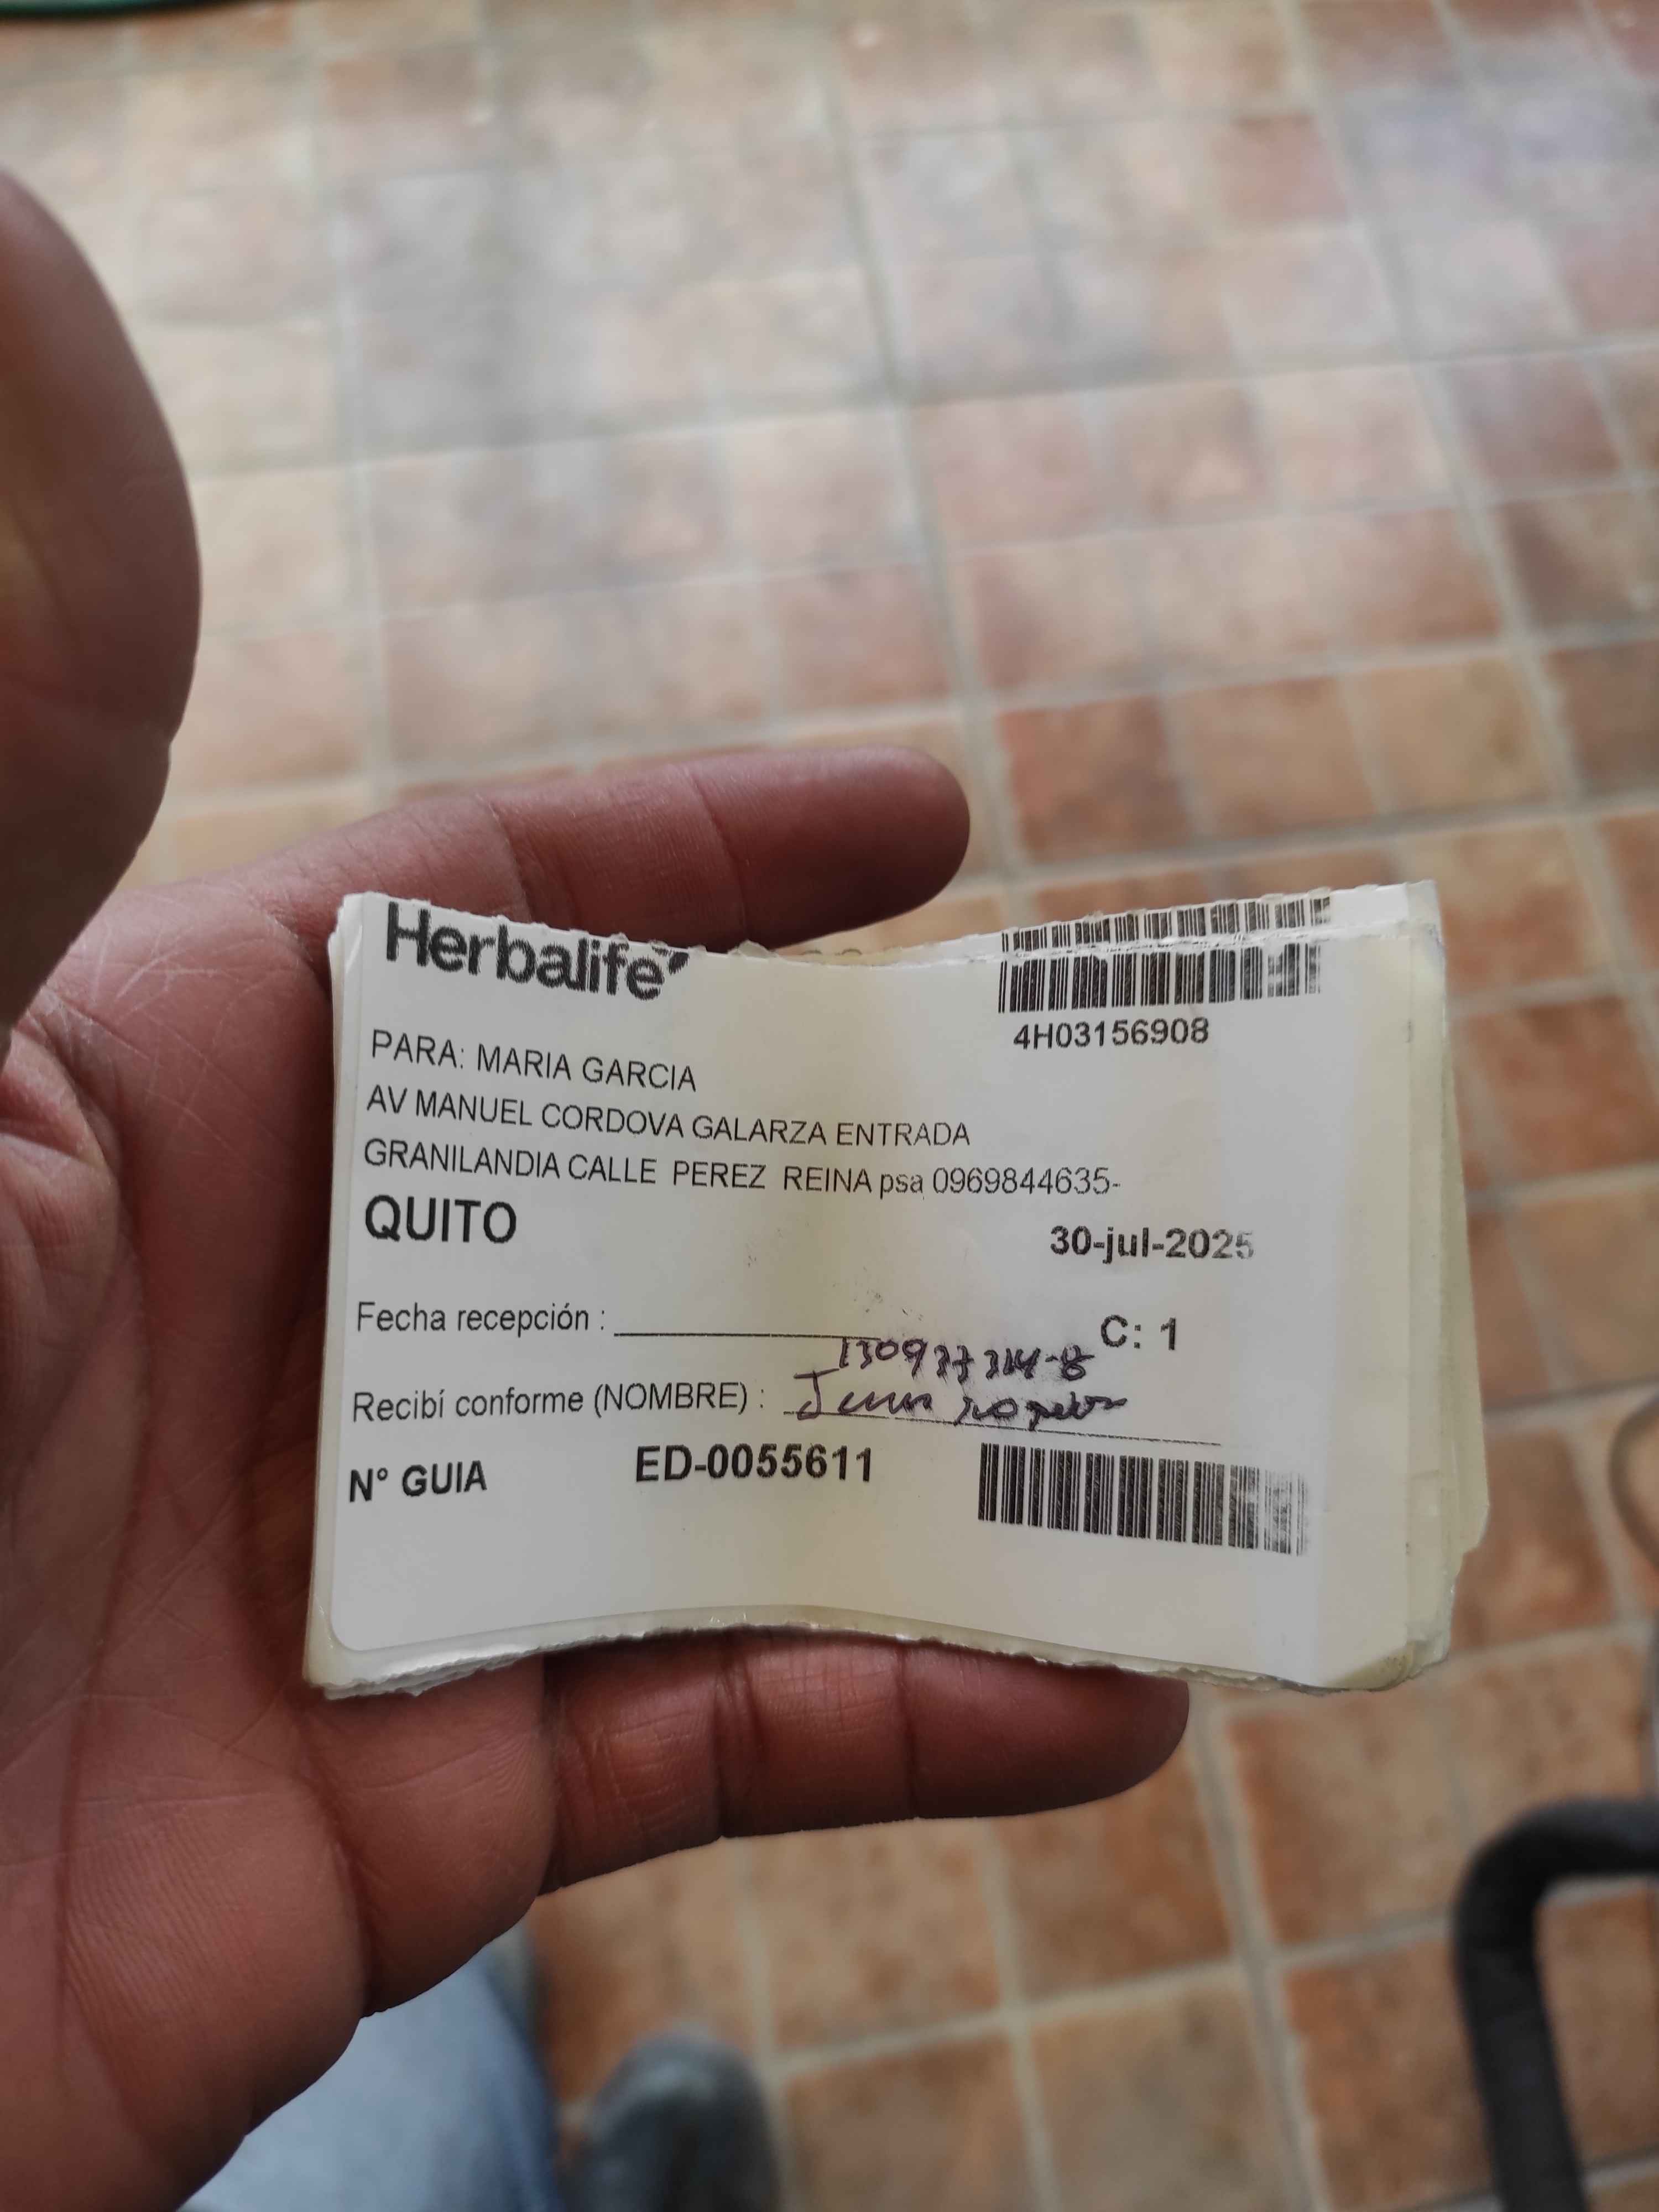 Herbalife
4H03156908
PARA: MARIA GARCIA
AV MANUEL CORDOVA GALARZA ENTRADA
GRANILANDIA CALLE PEREZ REINA psa 0969844635-
QUITO
30-jul-2025
Fecha recepción :
C: 1
Recibí conforme (NOMBRE) :
N° GUIA ED-0055611